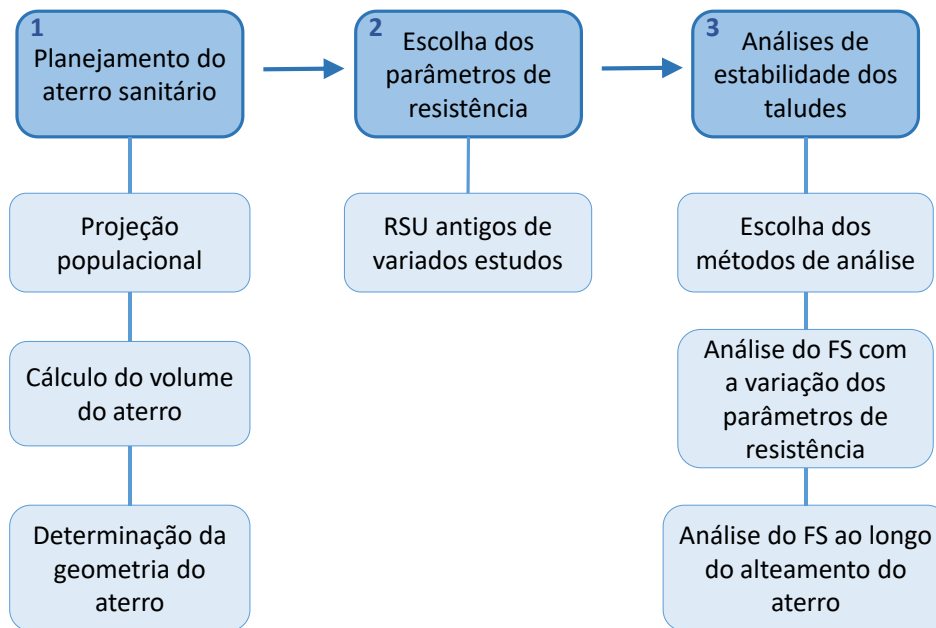 1
Planejamento do
aterro sanitário
Projeção
populacional
Cálculo do volume
do aterro
Determinação da
geometria do
aterro
2
Escolha dos
parâmetros de
resistência
RSU antigos de
variados estudos
3
Análises de
estabilidade dos
taludes
Escolha dos
métodos de análise
Análise do FS com
a variação dos
parâmetros de
resistência
Análise do FS ao longo
do alteamento do
aterro